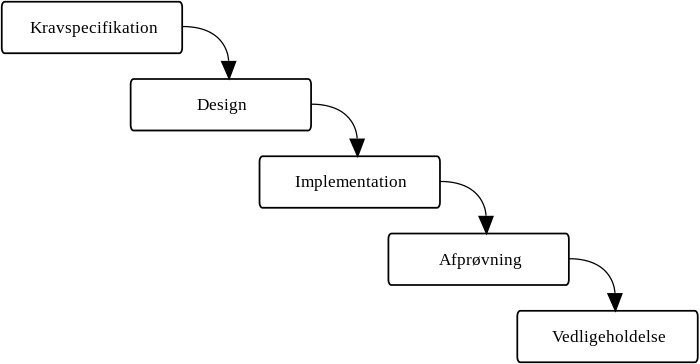 Kravspecifikation
Design
Implementation
Afprøvning
Vedligeholdelse